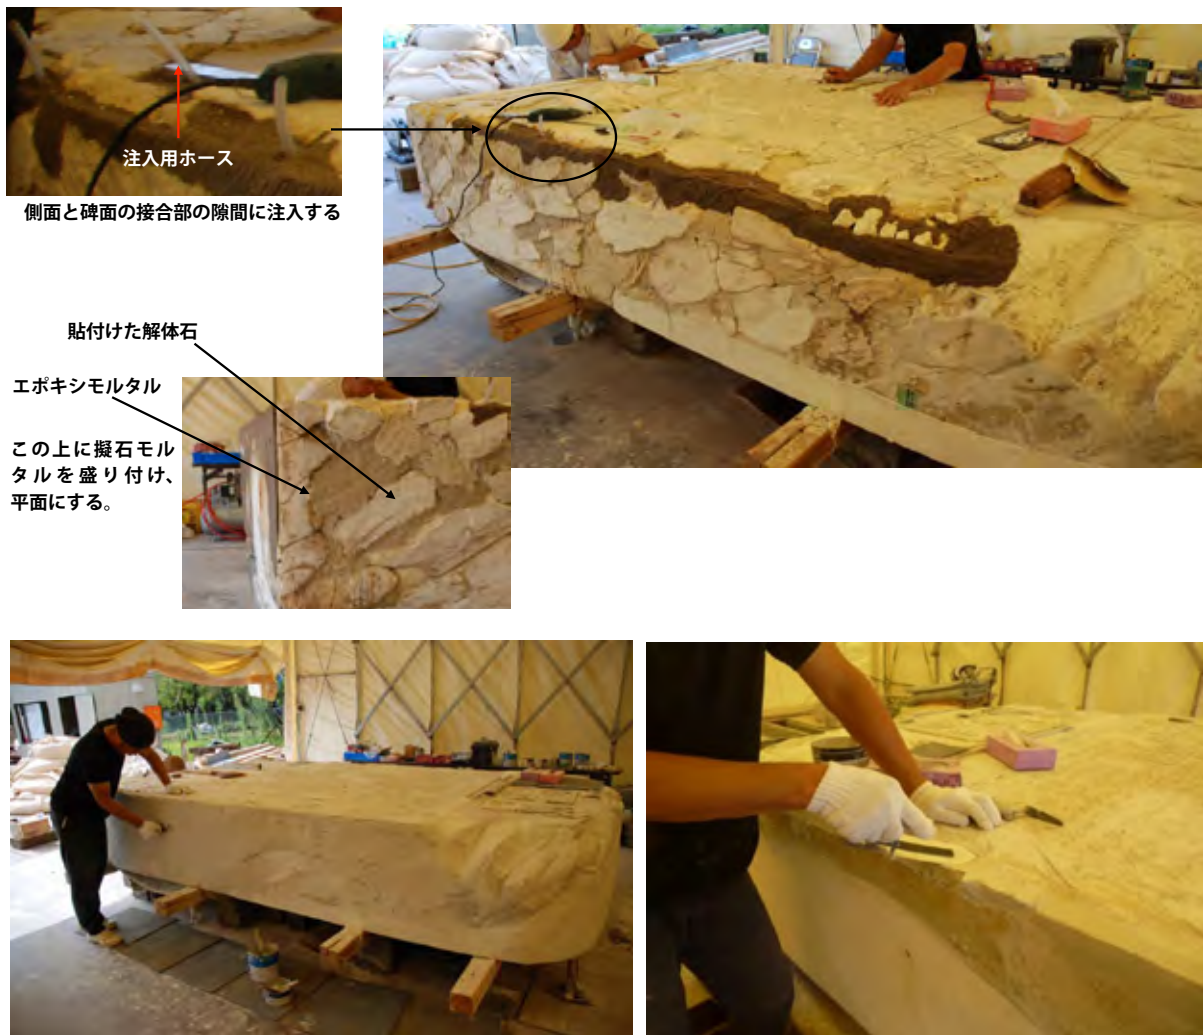 注入用ホース
側面と碑面の接合部の隙間に注入する
貼付けた解体石
エポキシモルタル
この上に擬石モル
タルを盛り付け、
平面にする。